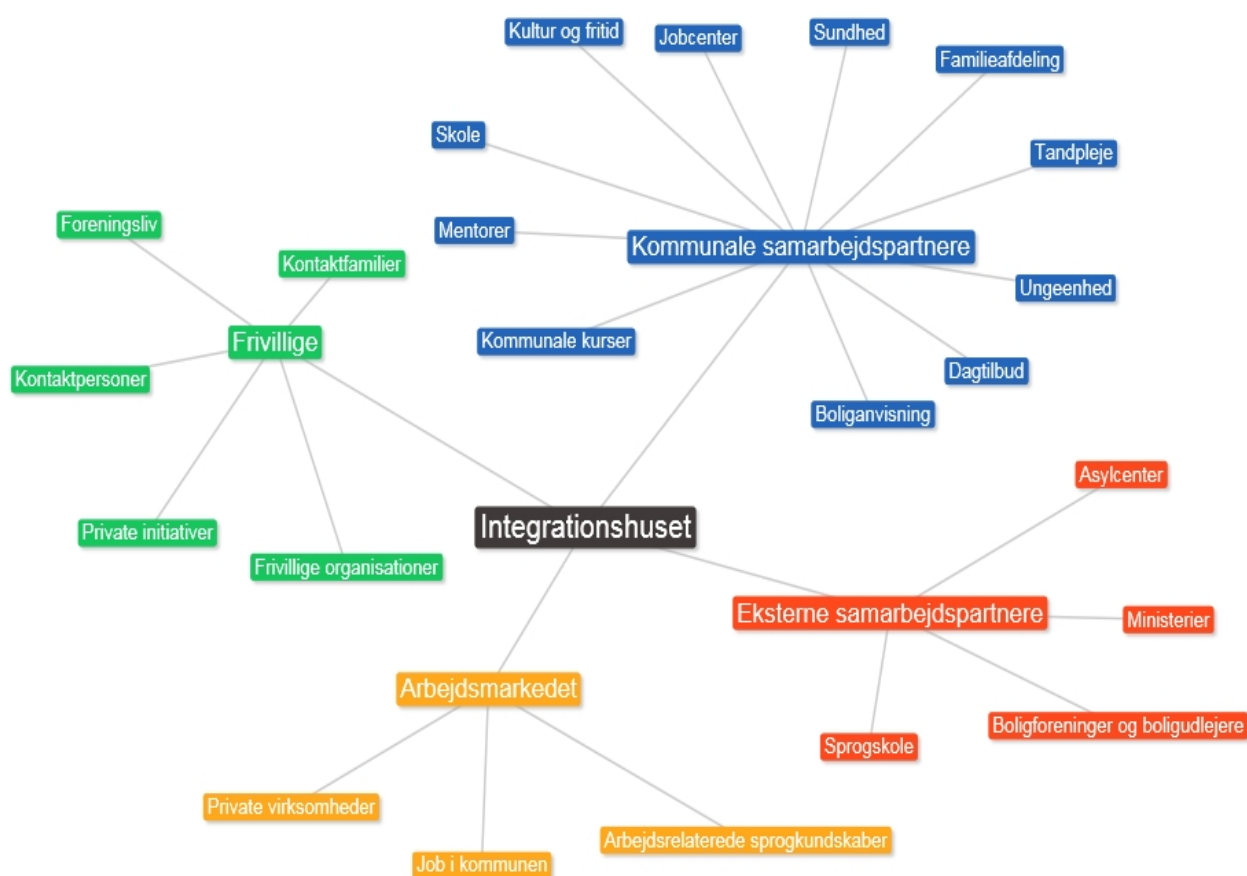 Kultur og fritid
Jobcenter
Sundhed
Familieafdeling
Skole
Tandpleje
Mentorer
Kommunale samarbejdspartnere
Ungeenhed
Kommunale kurser
Dagtilbud
Boliganvisning
Foreningsliv
Kontaktfamilier
Frivillige
Kontaktpersoner
Private initiativer
Frivillige organisationer
Integrationshuset
Asylcenter
Eksterne samarbejdspartnere
Ministerier
Boligforeninger og boligudlejere
Sprogskole
Arbejdsmarkedet
Private virksomheder
Arbejdsrelaterede sprogkundskaber
Job i kommunen